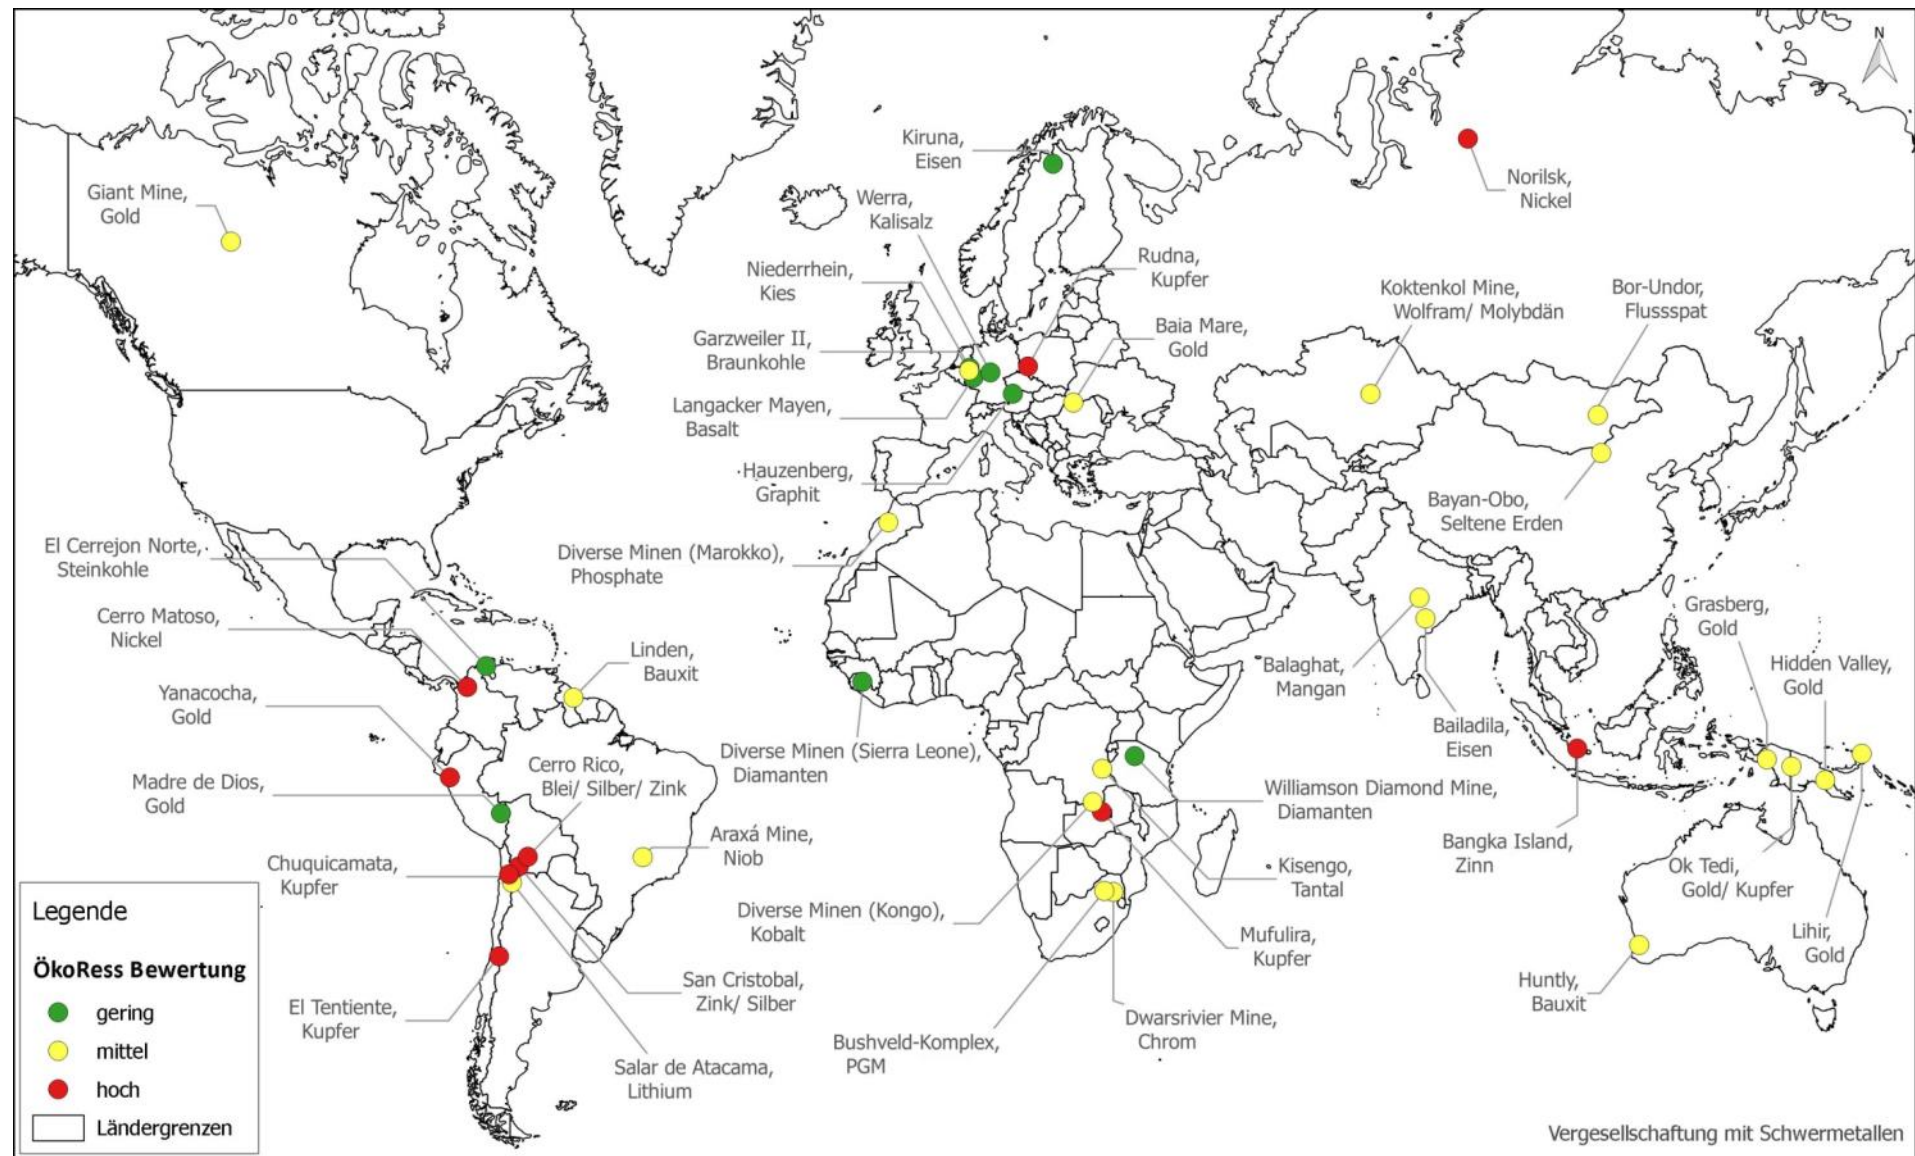 N
Kiruna,
Eisen
Norilsk,
Nickel
Giant Mine,
Gold
Werra,
Kalisalz
Rudna,
Kupfer
Niederrhein,
Kies
Koktenkol Mine,
Wolfram/ Molybdän
Bor-Undor,
Flussspat
Garzweiler II,
Braunkohle
Baia Mare,
Gold
Langacker Mayen,
Basalt
Hauzenberg,
Graphit
Bayan-Obo,
Seltene Erden
El Cerrejon Norte,
Steinkohle
Diverse Minen (Marokko),
Phosphate
Cerro Matoso,
Nickel
Linden,
Bauxit
Grasberg,
Gold
Balaghat,
Mangan
Hidden Valley,
Gold
Yanacocha,
Gold
Bailadila,
Eisen
Diverse Minen (Sierra Leone),
Diamanten
Cerro Rico,
Blei/ Silber/ Zink
Madre de Dios,
Gold
Williamson Diamond Mine,
Diamanten
Araxá Mine,
Niob
Bangka Island,
Zinn
Chuquicamata,
Kupfer
Kisengo,
Tantal
Ok Tedi,
Gold/ Kupfer
Diverse Minen (Kongo),
Kobalt
Mufulira,
Kupfer
Lihir,
Gold
San Cristobal,
Zink/ Silber
Huntly,
Bauxit
El Tentiente,
Kupfer
Dwarsrivier Mine,
Chrom
Bushveld-Komplex,
PGM
Salar de Atacama,
Lithium
Legende
ÖkoRess Bewertung
gering
mittel
hoch
Ländergrenzen
Vergesellschaftung mit Schwermetallen